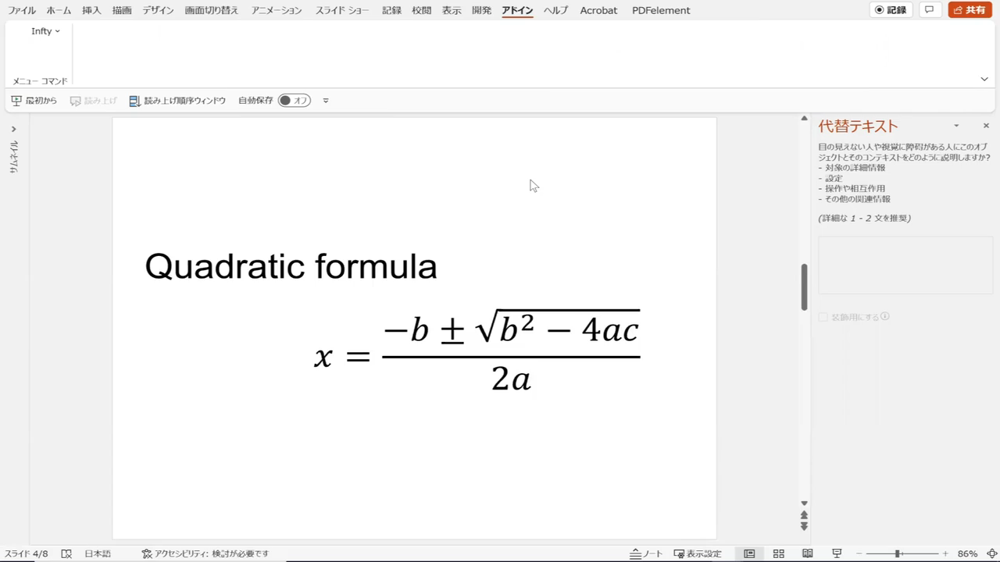 ファイル ホーム 挿入 描画 デザイン 画面切り替え アニメーション スライド ショー 記録 校閲 表示 開発 アドイン ヘルプ Acrobat PDFelement 記録 共有
Infty
メニュー コマンド
最初から 読み上げ 読み上げ順序ウィンドウ 自動保存 オフ
サムネイル
Quadratic formula
x = \frac{-b ± \sqrt{b^2 - 4ac}}{2a}
代替テキスト
目の見えない人や視覚に障碍がある人にこのオブ
ジェクトとそのコンテキストをどのように説明しますか?
- 対象の詳細情報
- 設定
- 操作や相互作用
- その他の関連情報
(詳細な 1 - 2 文を推奨)
装飾用にする
スライド 4/8 日本語 アクセシビリティ: 検討が必要です ノート 表示設定 86%